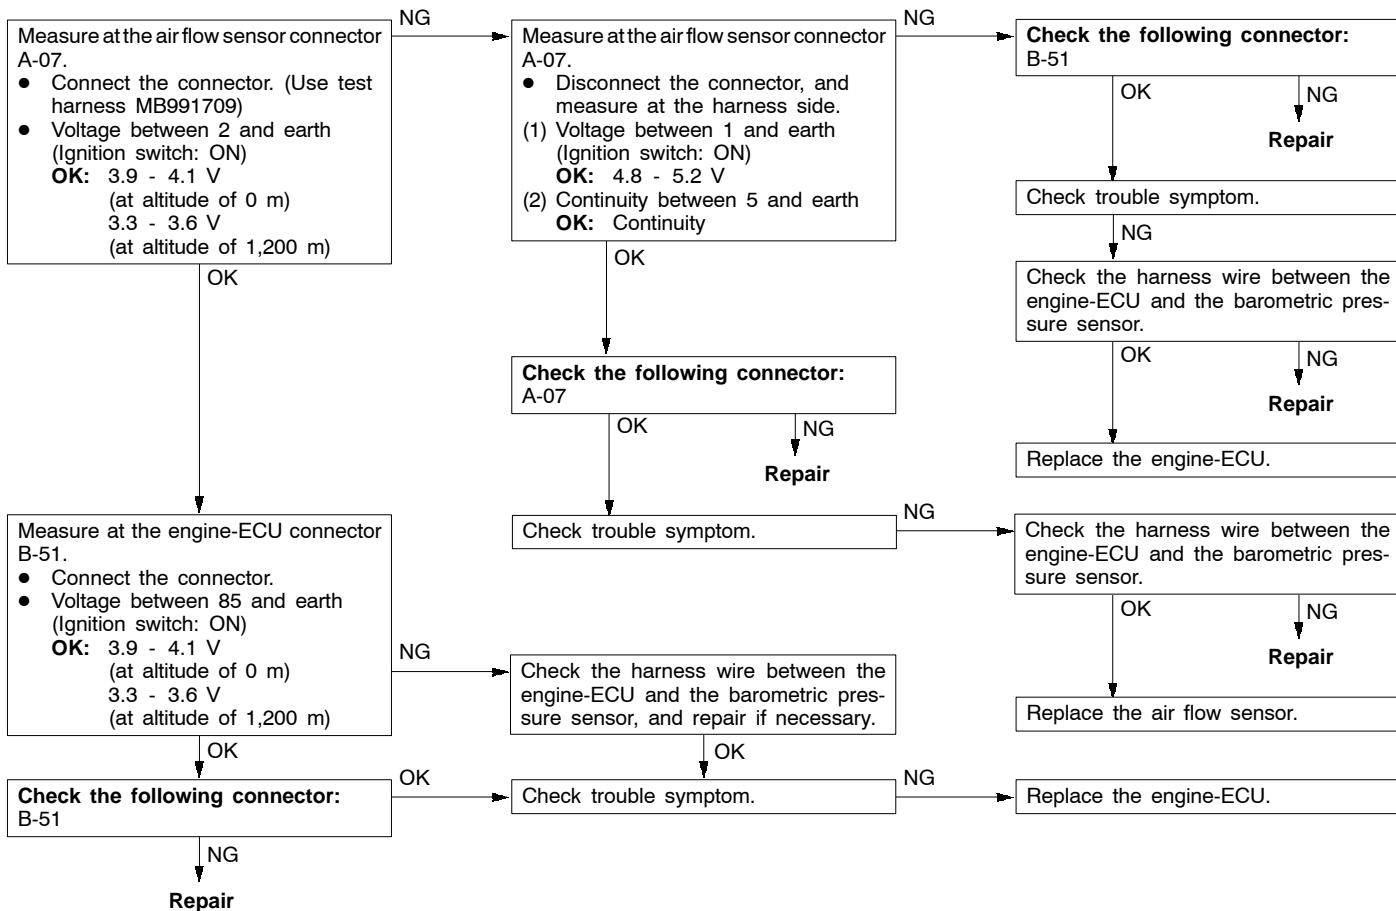 Measure at the air flow sensor connector
A-07.
● Connect the connector. (Use test
harness MB991709)
● Voltage between 2 and earth
(Ignition switch: ON)
OK: 3.9 - 4.1 V
(at altitude of 0 m)
3.3 - 3.6 V
(at altitude of 1,200 m)
NG
OK
Measure at the air flow sensor connector
A-07.
● Disconnect the connector, and
measure at the harness side.
(1) Voltage between 1 and earth
(Ignition switch: ON)
OK: 4.8 - 5.2 V
(2) Continuity between 5 and earth
OK: Continuity
NG
OK
Check the following connector:
B-51
OK
NG
Repair
Check trouble symptom.
NG
Check the harness wire between the
engine-ECU and the barometric pres-
sure sensor.
OK
NG
Repair
Replace the engine-ECU.
Check the following connector:
A-07
OK
NG
Repair
Check trouble symptom.
NG
Check the harness wire between the
engine-ECU and the barometric pres-
sure sensor.
OK
NG
Repair
Replace the air flow sensor.
Measure at the engine-ECU connector
B-51.
● Connect the connector.
● Voltage between 85 and earth
(Ignition switch: ON)
OK: 3.9 - 4.1 V
(at altitude of 0 m)
3.3 - 3.6 V
(at altitude of 1,200 m)
NG
OK
Check the harness wire between the
engine-ECU and the barometric pres-
sure sensor, and repair if necessary.
OK
Check the following connector:
B-51
OK
NG
Repair
Check trouble symptom.
NG
Replace the engine-ECU.